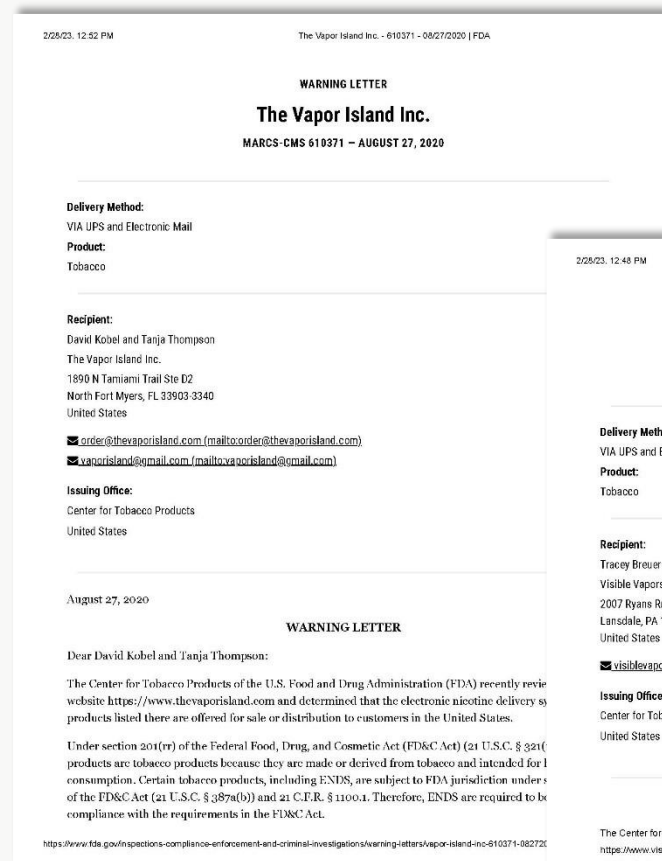 2/28/23, 12:52 PM
The Vapor Island Inc. - 610371 - 08/27/2020 | FDA
WARNING LETTER
The Vapor Island Inc.
MARCS-CMS 610371 — AUGUST 27, 2020
Delivery Method:
VIA UPS and Electronic Mail
Product:
Tobacco
Recipient:
David Kobel and Tanja Thompson
The Vapor Island Inc.
1890 N Tamiami Trail Ste D2
North Fort Myers, FL 33903-3340
United States
order@thevaporisland.com (mailto:order@thevaporisland.com)
vaporisland@gmail.com (mailto:vaporisland@gmail.com)
Issuing Office:
Center for Tobacco Products
United States
August 27, 2020
WARNING LETTER
Dear David Kobel and Tanja Thompson:
The Center for Tobacco Products of the U.S. Food and Drug Administration (FDA) recently revie
website https://www.thevaporisland.com and determined that the electronic nicotine delivery sy
products listed there are offered for sale or distribution to customers in the United States.
Under section 201(rr) of the Federal Food, Drug, and Cosmetic Act (FD&C Act) (21 U.S.C. § 321(
products are tobacco products because they are made or derived from tobacco and intended for
consumption. Certain tobacco products, including ENDS, are subject to FDA jurisdiction under s
of the FD&C Act (21 U.S.C. § 387a(b)) and 21 C.F.R. § 1100.1. Therefore, ENDS are required to be
compliance with the requirements in the FD&C Act.
https://www.fda.gov/inspections-compliance-enforcement-and-criminal-investigations/warning-letters/vapor-island-inc-610371-082720
2/28/23, 12:48 PM
Delivery Meth
VIA UPS and E
Product:
Tobacco
Recipient:
Tracey Breuer
Visible Vapors
2007 Ryans R
Lansdale, PA
United States
visiblevapo
Issuing Office
Center for Tob
United States
The Center for
https://www.vis